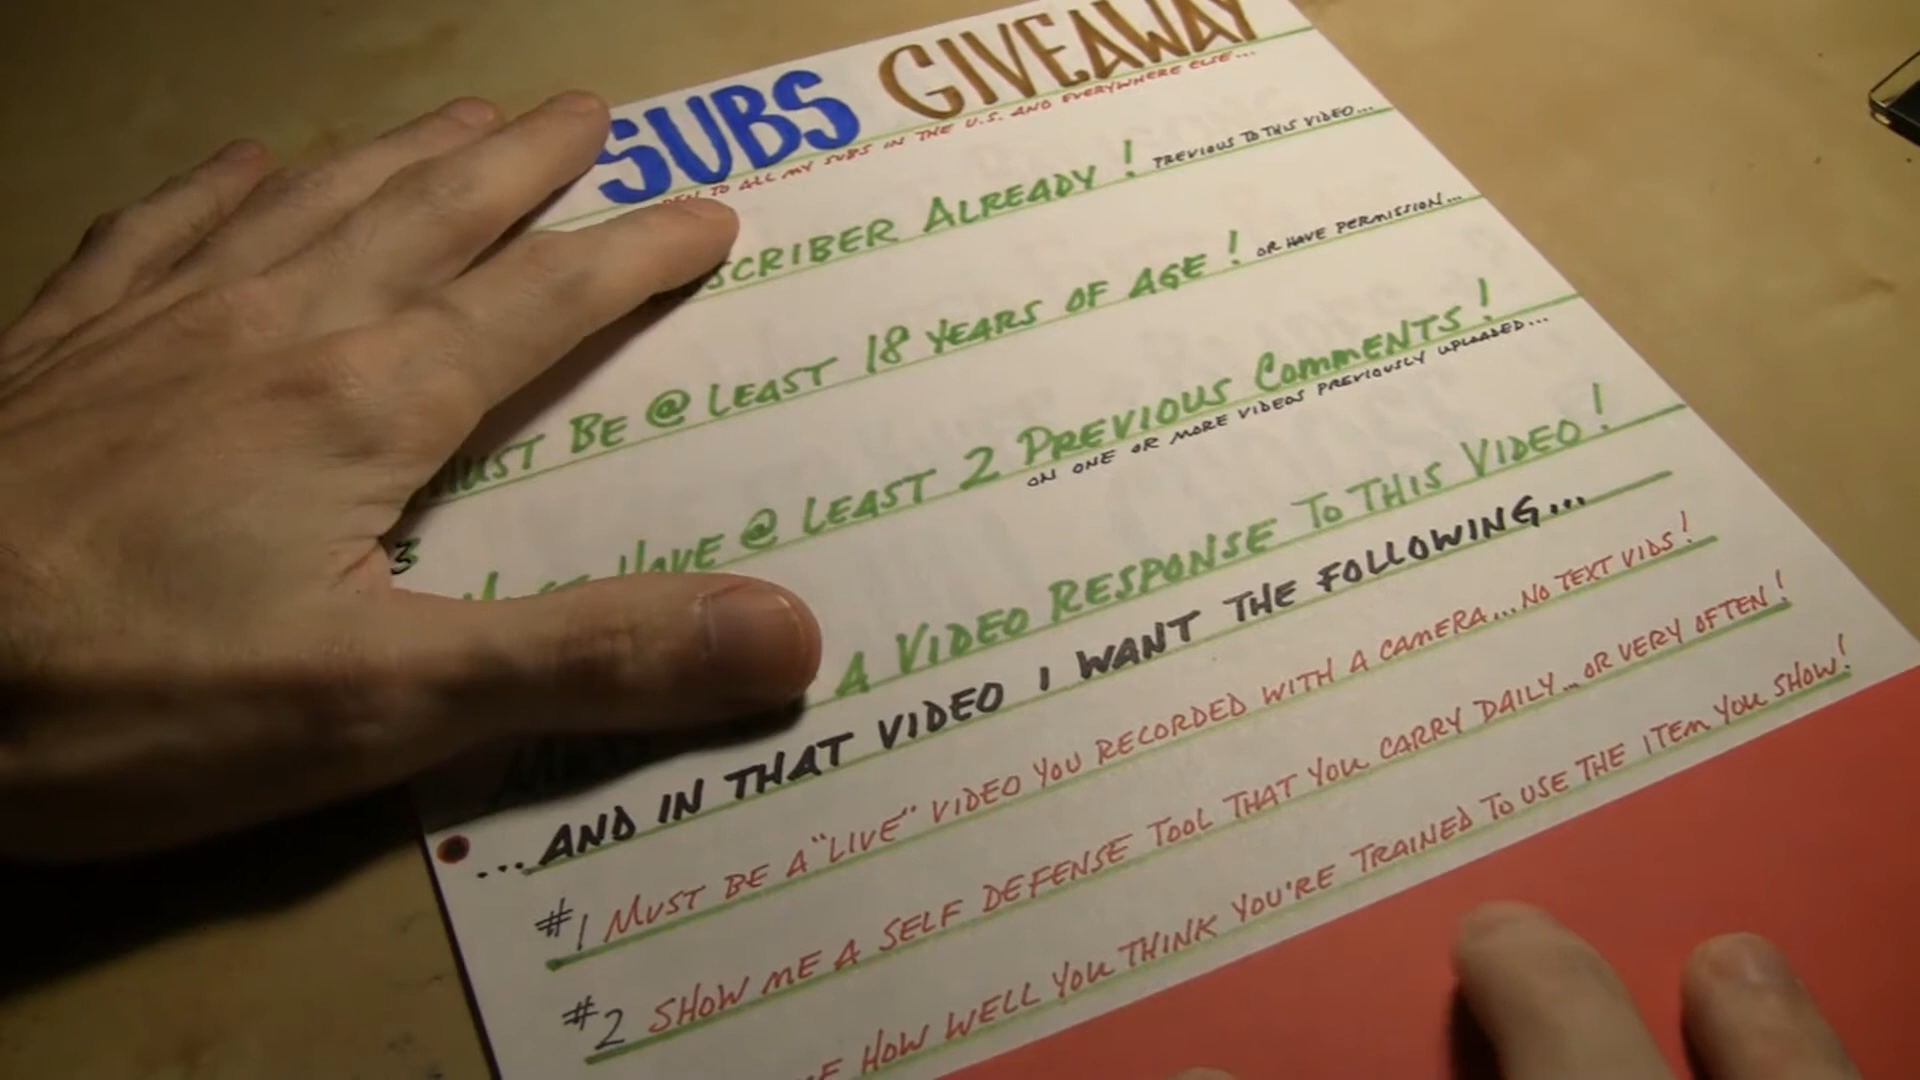 SUBS GIVEAWAY
TO ALL MY SUBS IN THE U.S. AND EVERYWHERE ELSE...
SCRIBER ALREADY! PREVIOUS TO THIS VIDEO...
MUST BE @ LEAST 18 YEARS OF AGE! OR HAVE PERMISSION...
3 MUST HAVE @ LEAST 2 PREVIOUS COMMENTS!
ON ONE OR MORE VIDEOS PREVIOUSLY UPLOADED...
A VIDEO RESPONSE TO THIS VIDEO!
...AND IN THAT VIDEO I WANT THE FOLLOWING...
#1 MUST BE A "LIVE" VIDEO YOU RECORDED WITH A CAMERA...NO TEXT VIDS!
#2 SHOW ME A SELF DEFENSE TOOL THAT YOU CARRY DAILY...OR VERY OFTEN!
HOW WELL YOU THINK YOU'RE TRAINED TO USE THE ITEM YOU SHOW!